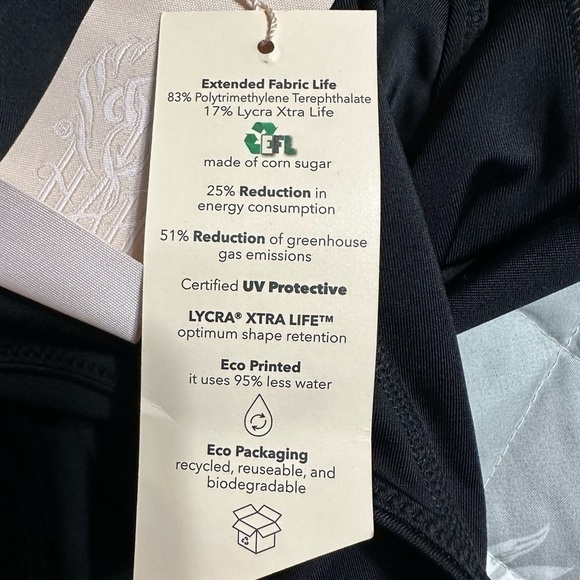 Extended Fabric Life
83% Polytrimethylene Terephthalate
17% Lycra Xtra Life
EFL
made of corn sugar
25% Reduction in
energy consumption
51% Reduction of greenhouse
gas emissions
Certified UV Protective
LYCRA® XTRA LIFE™
optimum shape retention
Eco Printed
it uses 95% less water
Eco Packaging
recycled, reuseable, and
biodegradable